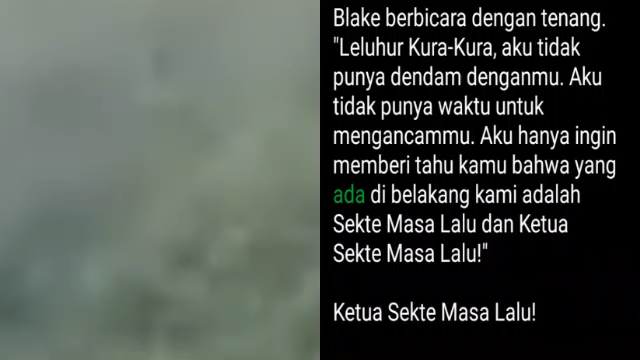 Blake berbicara dengan tenang.
"Leluhur Kura-Kura, aku tidak
punya dendam denganmu. Aku
tidak punya waktu untuk
mengancammu. Aku hanya ingin
memberi tahu kamu bahwa yang
ada di belakang kami adalah
Sekte Masa Lalu dan Ketua
Sekte Masa Lalu!"
Ketua Sekte Masa Lalu!